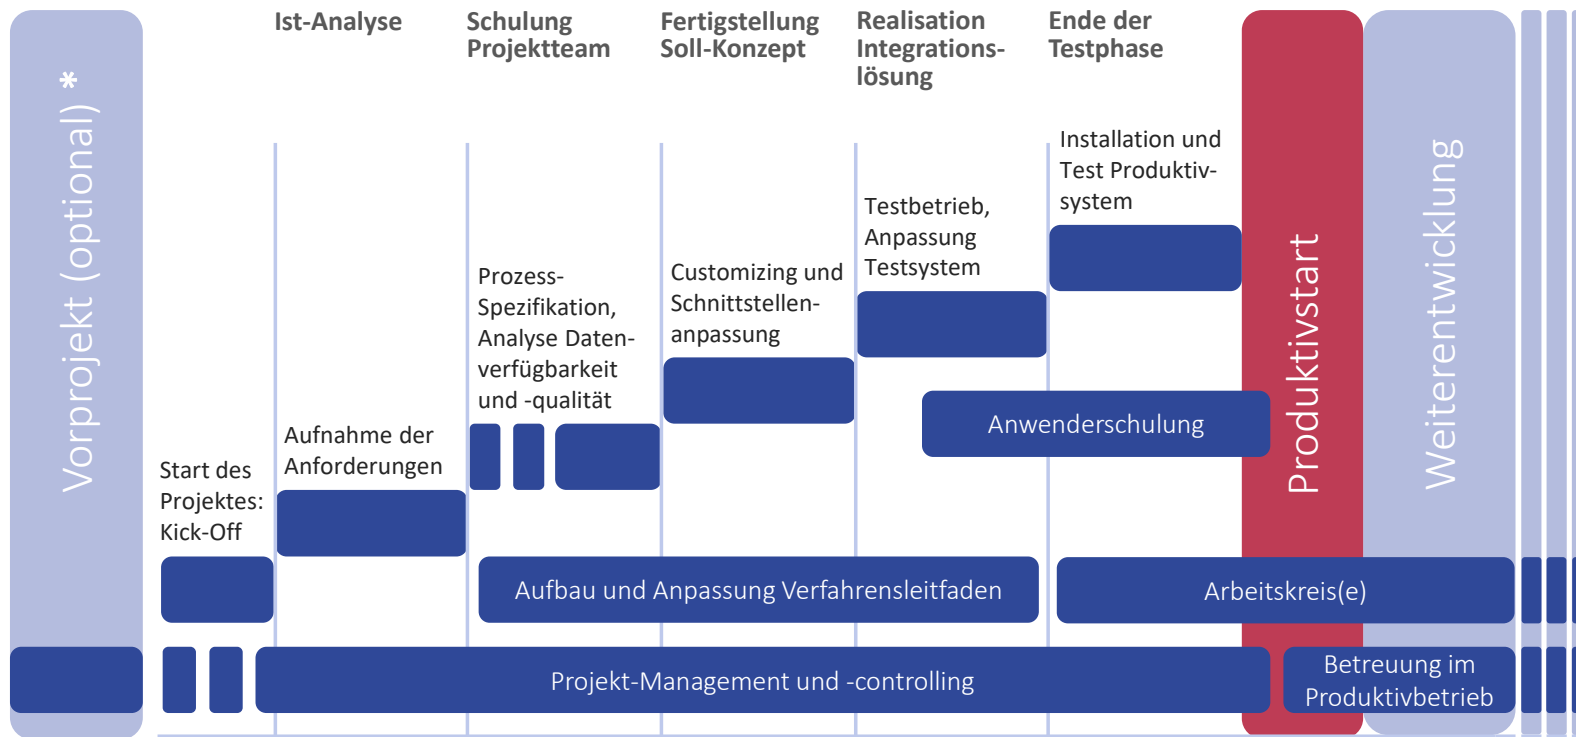 Vorprojekt (optional) *
Ist-Analyse
Schulung
Projektteam
Fertigstellung
Soll-Konzept
Realisation
Integrations-
lösung
Ende der
Testphase
Start des
Projektes:
Kick-Off
Aufnahme der
Anforderungen
Prozess-
Spezifikation,
Analyse Daten-
verfügbarkeit
und -qualität
Customizing und
Schnittstellen-
anpassung
Testbetrieb,
Anpassung
Testsystem
Installation und
Test Produktiv-
system
Anwenderschulung
Produktivstart
Weiterentwicklung
Aufbau und Anpassung Verfahrensleitfaden
Arbeitskreis(e)
Projekt-Management und -controlling
Betreuung im
Produktivbetrieb